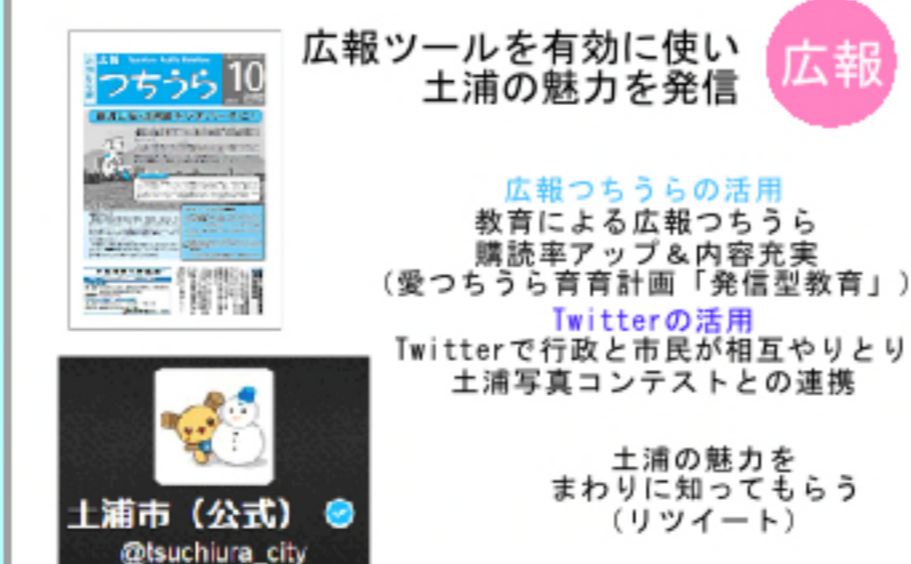 広報ツールを有効に使い
土浦の魅力を発信
広報
広報
つちうら
10
広報つちうらの活用
教育による広報つちうら
購読率アップ＆内容充実
（愛つちうら育育計画「発信型教育」）
Twitterの活用
Twitterで行政と市民が相互やりとり
土浦写真コンテストとの連携
土浦市（公式）
@tsuchiura_city
土浦の魅力を
まわりに知ってもらう
（リツイート）